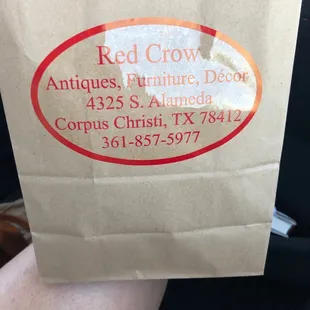 Red Crow
Antiques, Furniture, Décor
4325 S. Alameda
Corpus Christi, TX 78412
361-857-5977